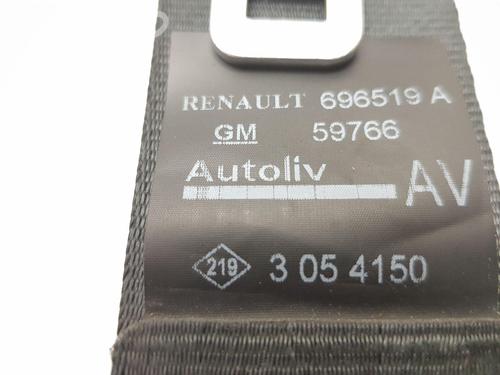 RENAULT 696519 A
GM 59766
Autoliv AV
219 3 05 4150